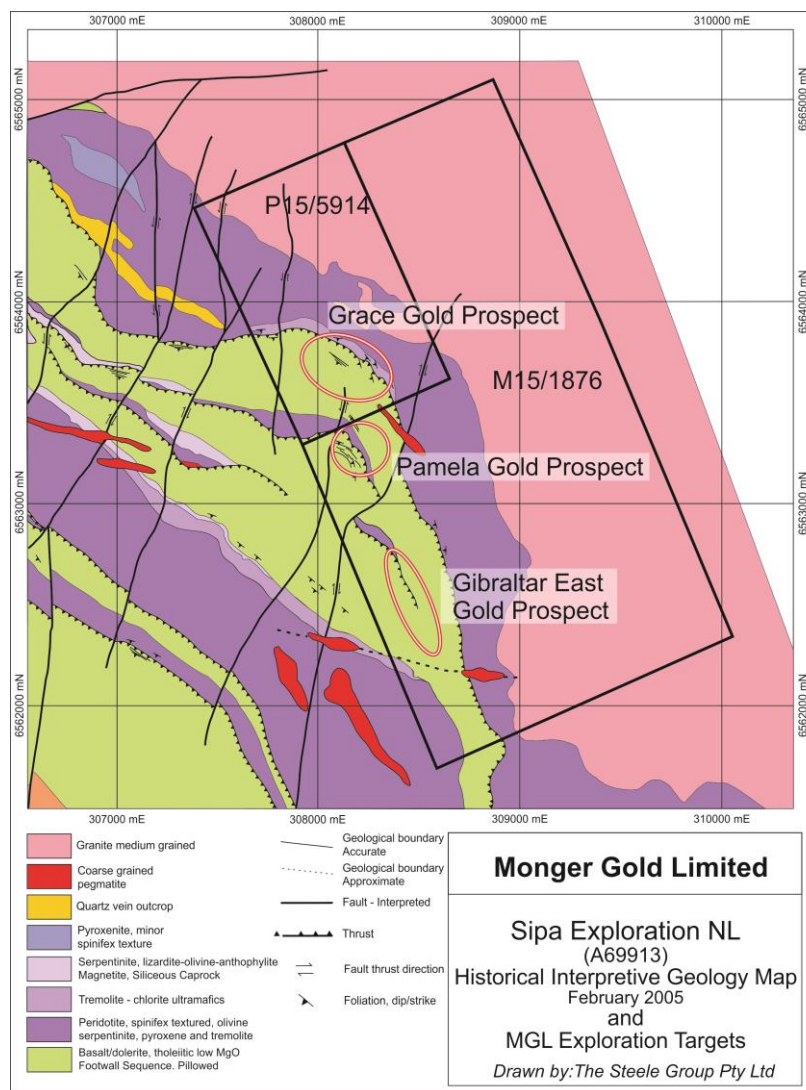 307000 mE 308000 mE 309000 mE 310000 mE
6565000 mN 6565000 mN
P15/5914
6564000 mN 6564000 mN
Grace Gold Prospect
M15/1876
Pamela Gold Prospect
6563000 mN 6563000 mN
Gibraltar East
Gold Prospect
6562000 mN 6562000 mN
307000 mE 308000 mE 309000 mE 310000 mE
Granite medium grained
Coarse grained
pegmatite
Quartz vein outcrop
Pyroxenite, minor
spinifex texture
Serpentinite, lizardite-olivine-anthophylite
Magnetite, Siliceous Caprock
Tremolite - chlorite ultramafics
Peridotite, spinifex textured, olivine
serpentinite, pyroxene and tremolite
Basalt/dolerite, tholeiitic low MgO
Footwall Sequence. Pillowed
Geological boundary
Accurate
Geological boundary
Approximate
Fault - Interpreted
Thrust
Fault thrust direction
Foliation, dip/strike
Monger Gold Limited
Sipa Exploration NL
(A69913)
Historical Interpretive Geology Map
February 2005
and
MGL Exploration Targets
Drawn by:The Steele Group Pty Ltd